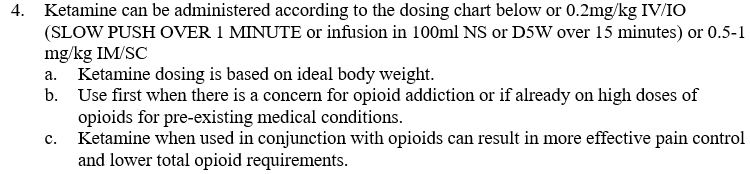 4. Ketamine can be administered according to the dosing chart below or 0.2mg/kg IV/IO
(SLOW PUSH OVER 1 MINUTE or infusion in 100ml NS or D5W over 15 minutes) or 0.5-1
mg/kg IM/SC
a. Ketamine dosing is based on ideal body weight.
b. Use first when there is a concern for opioid addiction or if already on high doses of
opioids for pre-existing medical conditions.
c. Ketamine when used in conjunction with opioids can result in more effective pain control
and lower total opioid requirements.